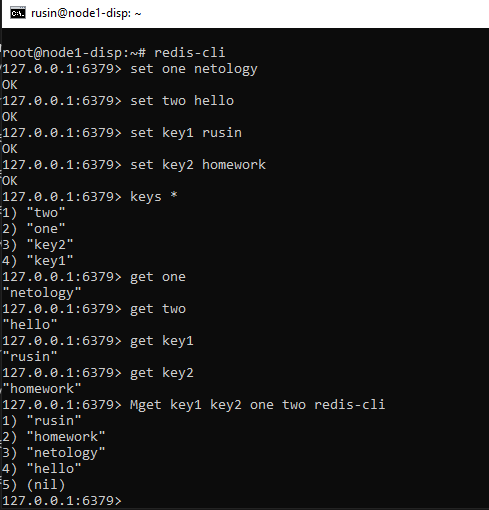 rusin@node1-disp: ~
root@node1-disp:~# redis-cli
127.0.0.1:6379> set one netology
OK
127.0.0.1:6379> set two hello
OK
127.0.0.1:6379> set key1 rusin
OK
127.0.0.1:6379> set key2 homework
OK
127.0.0.1:6379> keys *
1) "two"
2) "one"
3) "key2"
4) "key1"
127.0.0.1:6379> get one
"netology"
127.0.0.1:6379> get two
"hello"
127.0.0.1:6379> get key1
"rusin"
127.0.0.1:6379> get key2
"homework"
127.0.0.1:6379> Mget key1 key2 one two redis-cli
1) "rusin"
2) "homework"
3) "netology"
4) "hello"
5) (nil)
127.0.0.1:6379>